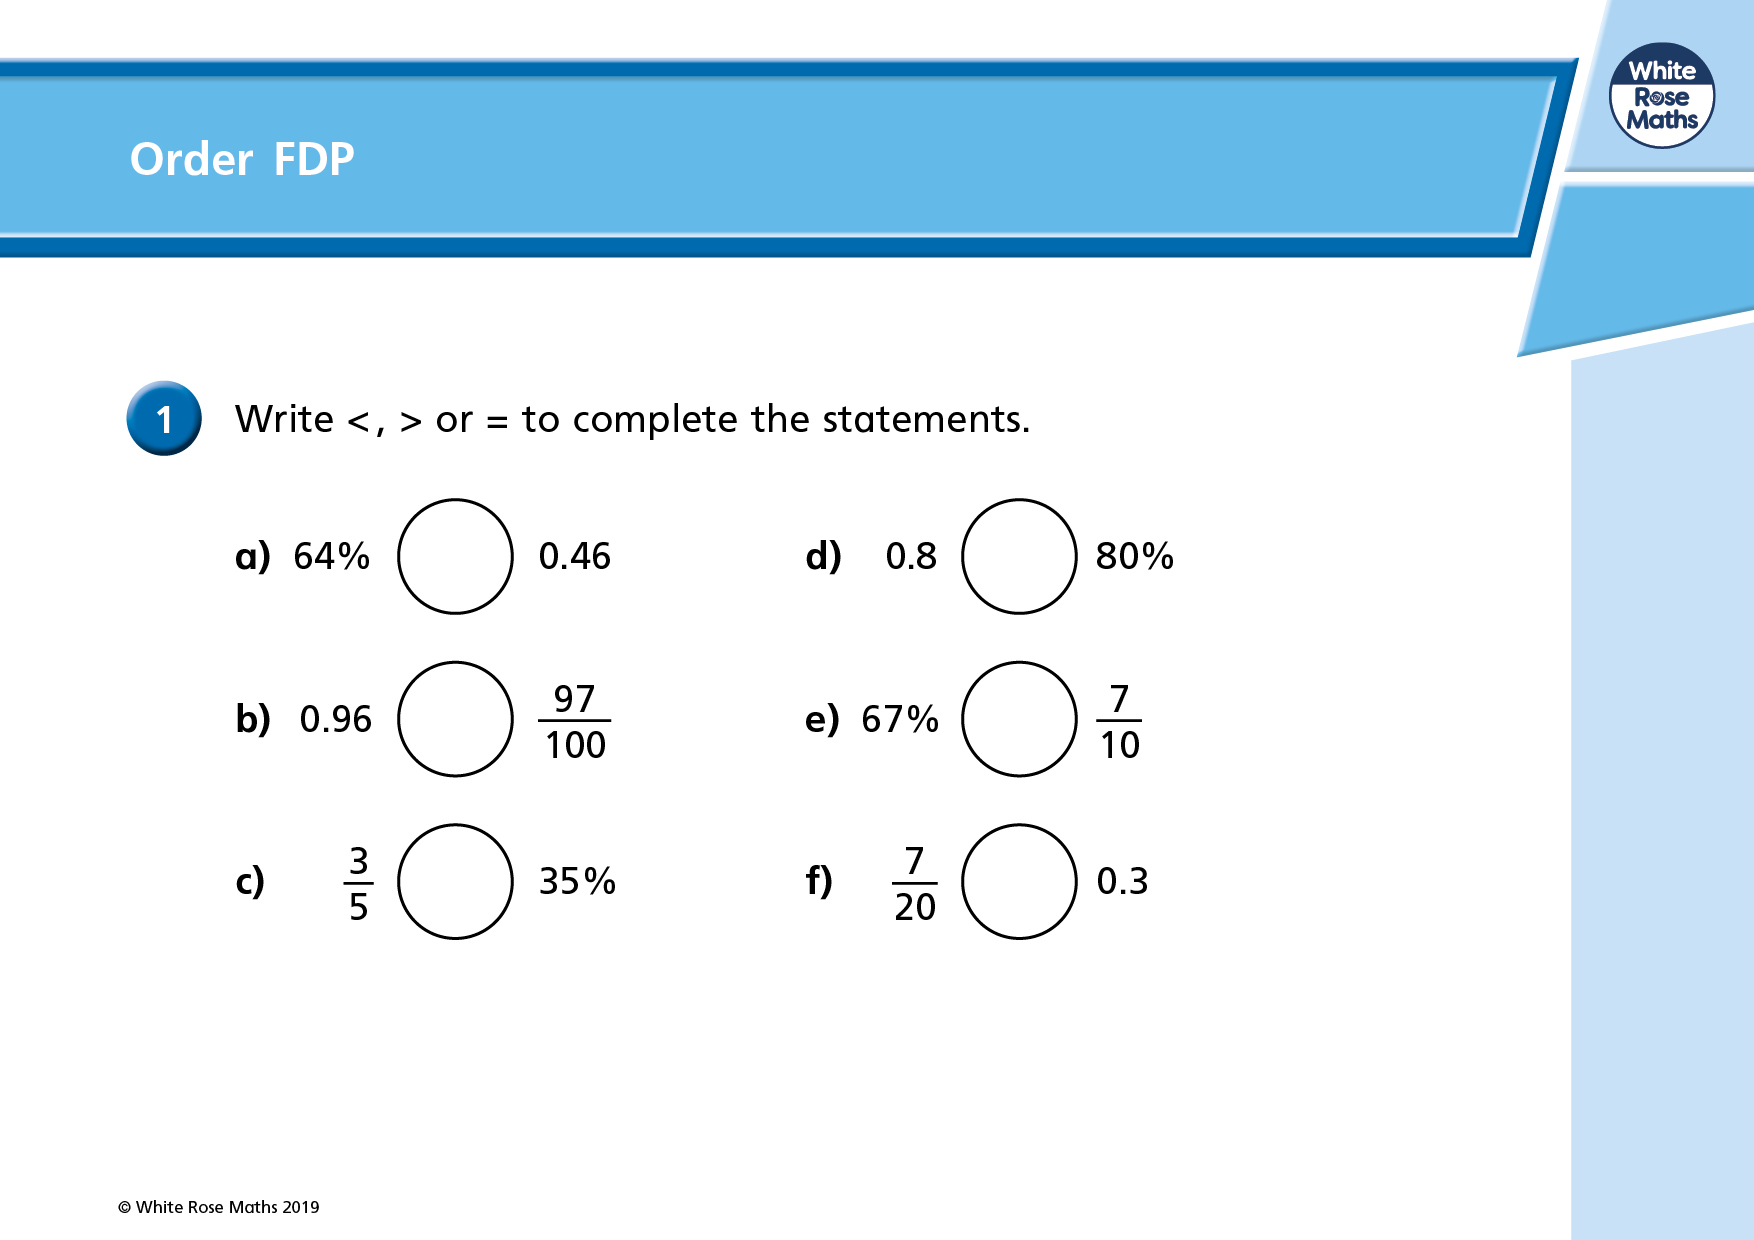 White
Rose
Maths
Order FDP
1 Write <, > or = to complete the statements.
a) 64% 0.46
d) 0.8 80%
b) 0.96 97/100
e) 67% 7/10
c) 3/5 35%
f) 7/20 0.3
© White Rose Maths 2019